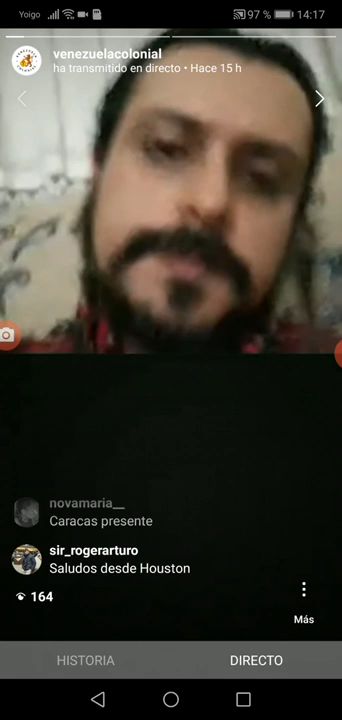 Yoigo 97 % 14:17
venezuelacolonial
ha transmitido en directo • Hace 15 h
novamaria__
Caracas presente
sir_rogerarturo
Saludos desde Houston
164
Más
HISTORIA DIRECTO